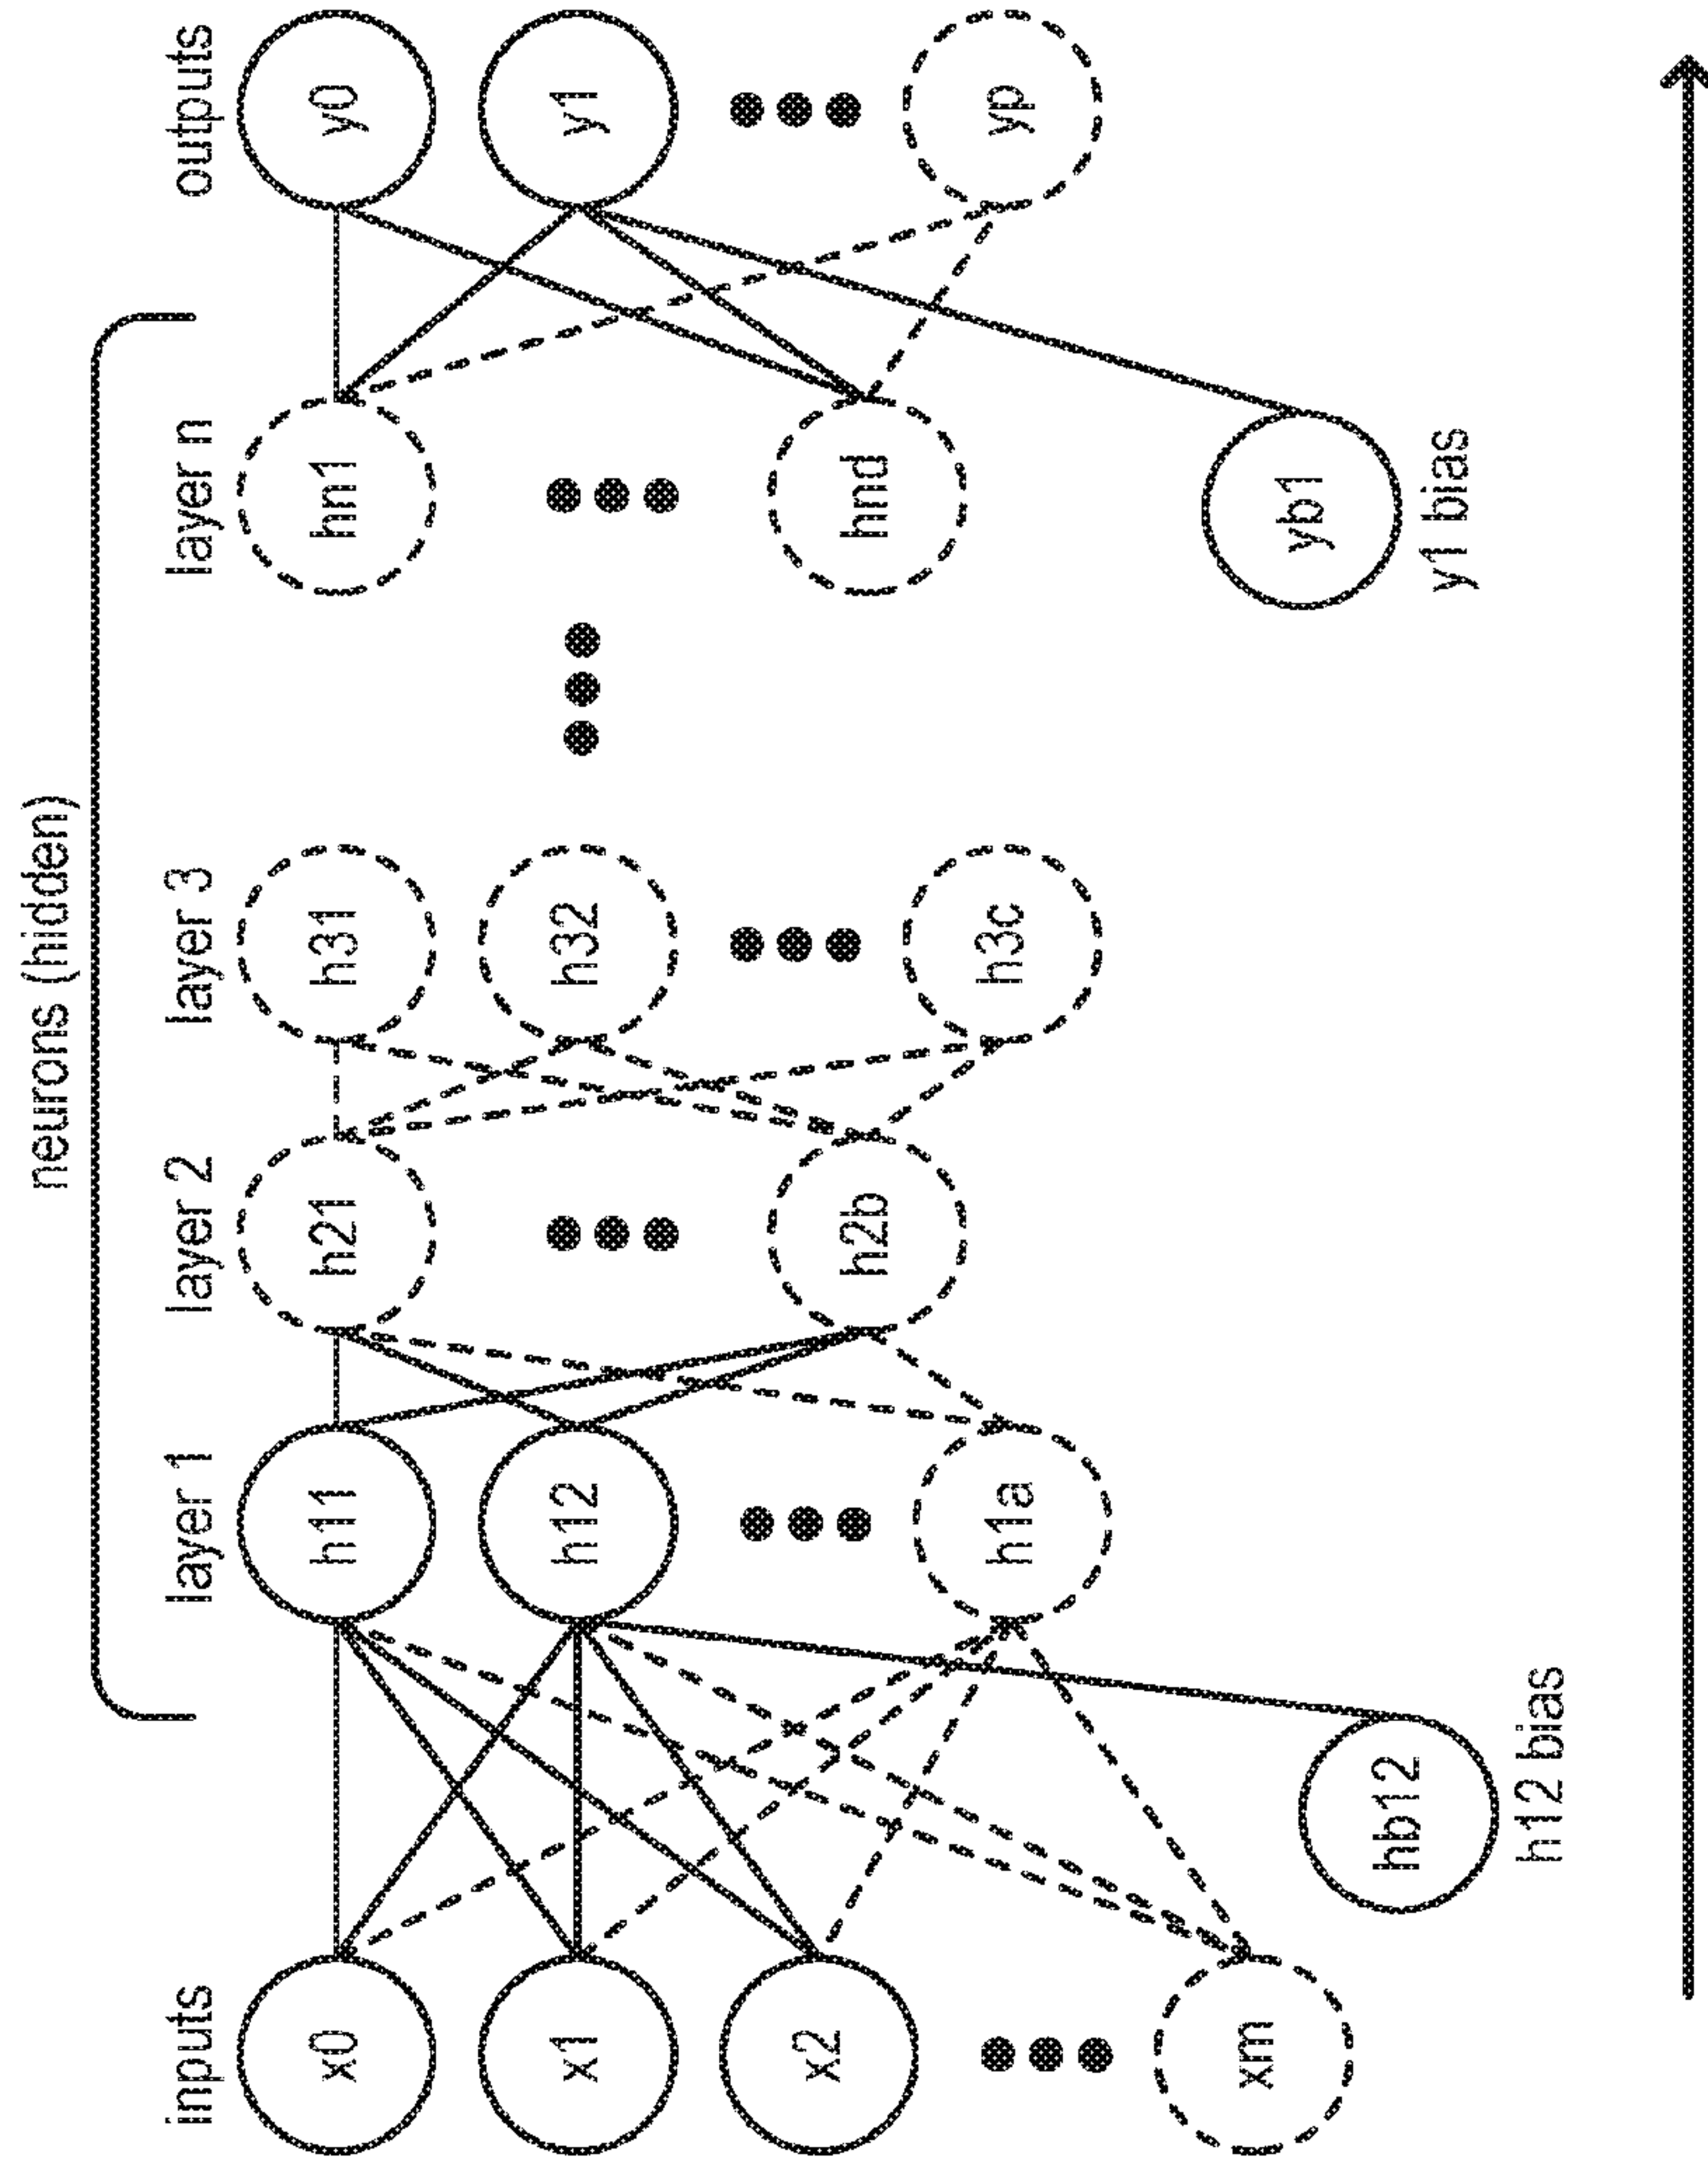 neurons (hidden)
inputs
layer 1
layer 2
layer 3
layer n
outputs
x0
x1
x2
xm
hb12
h12 bias
h11
h12
h1a
h21
h2b
h31
h32
h3c
hn1
hnd
yb1
y1 bias
y0
y1
yp